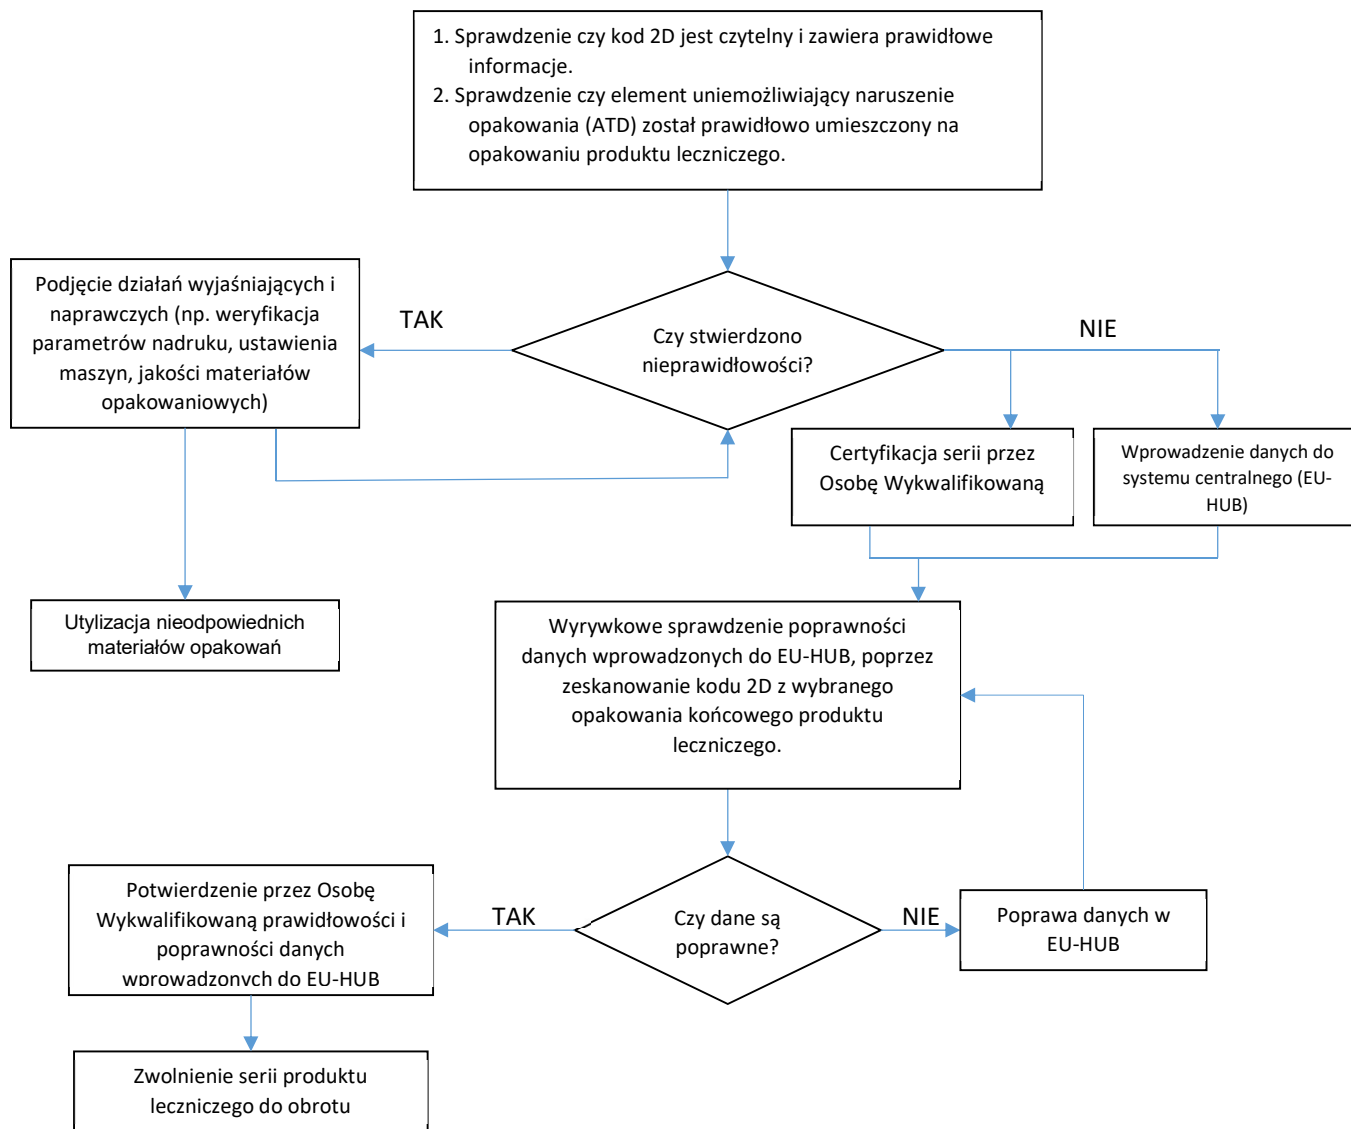 1. Sprawdzenie czy kod 2D jest czytelny i zawiera prawidłowe
informacje.
2. Sprawdzenie czy element uniemożliwiający naruszenie
opakowania (ATD) został prawidłowo umieszczony na
opakowaniu produktu leczniczego.
Podjęcie działań wyjaśniających i
naprawczych (np. weryfikacja
parametrów nadruku, ustawienia
maszyn, jakości materiałów
opakowaniowych)
TAK
Czy stwierdzono
nieprawidłowości?
NIE
Certyfikacja serii przez
Osobę Wykwalifikowaną
Wprowadzenie danych do
systemu centralnego (EU-
HUB)
Utylizacja nieodpowiednich
materiałów opakowań
Wyrywkowe sprawdzenie poprawności
danych wprowadzonych do EU-HUB, poprzez
zeskanowanie kodu 2D z wybranego
opakowania końcowego produktu
leczniczego.
Potwierdzenie przez Osobę
Wykwalifikowaną prawidłowości i
poprawności danych
wprowadzonych do EU-HUB
TAK
Czy dane są
poprawne?
NIE
Poprawa danych w
EU-HUB
Zwolnienie serii produktu
leczniczego do obrotu